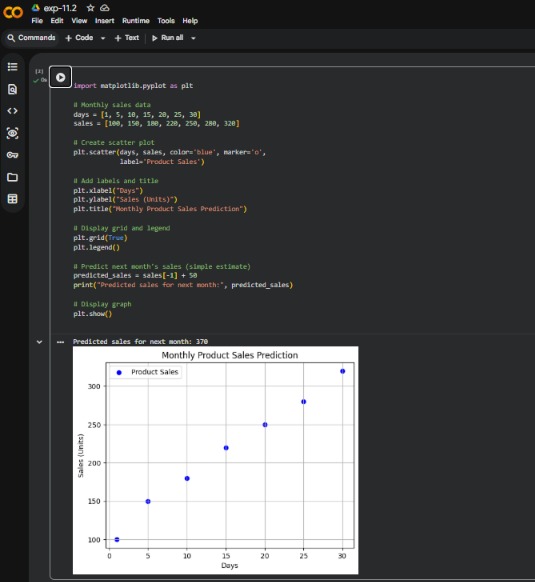 exp-11.2
File Edit View Insert Runtime Tools Help
Commands + Code + Text Run all
[2]
0s
import matplotlib.pyplot as plt
# Monthly sales data
days = [1, 5, 10, 15, 20, 25, 30]
sales = [100, 150, 180, 220, 250, 280, 320]
# Create scatter plot
plt.scatter(days, sales, color='blue', marker='o',
label='Product Sales')
# Add labels and title
plt.xlabel("Days")
plt.ylabel("Sales (Units)")
plt.title("Monthly Product Sales Prediction")
# Display grid and legend
plt.grid(True)
plt.legend()
# Predict next month's sales (simple estimate)
predicted_sales = sales[-1] + 50
print("Predicted sales for next month:", predicted_sales)
# Display graph
plt.show()
Predicted sales for next month: 370
Monthly Product Sales Prediction
Product Sales
300
250
200
150
100
Sales (Units)
0 5 10 15 20 25 30
Days